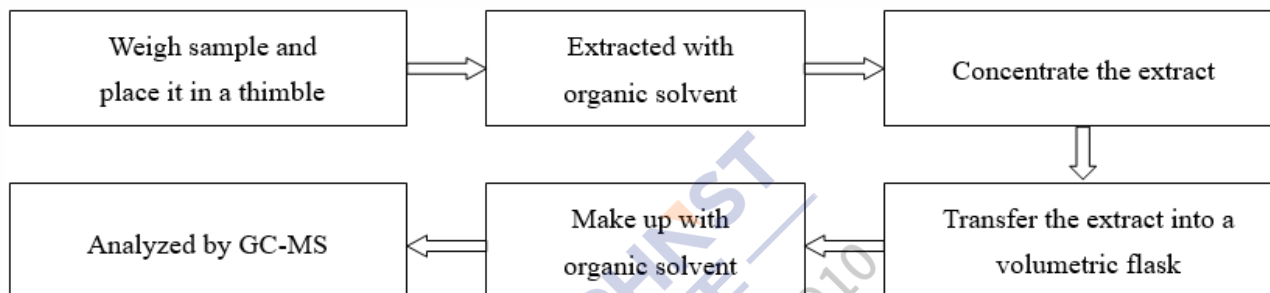 Weigh sample and
place it in a thimble
Extracted with
organic solvent
Concentrate the extract
Transfer the extract into a
volumetric flask
Make up with
organic solvent
Analyzed by GC-MS